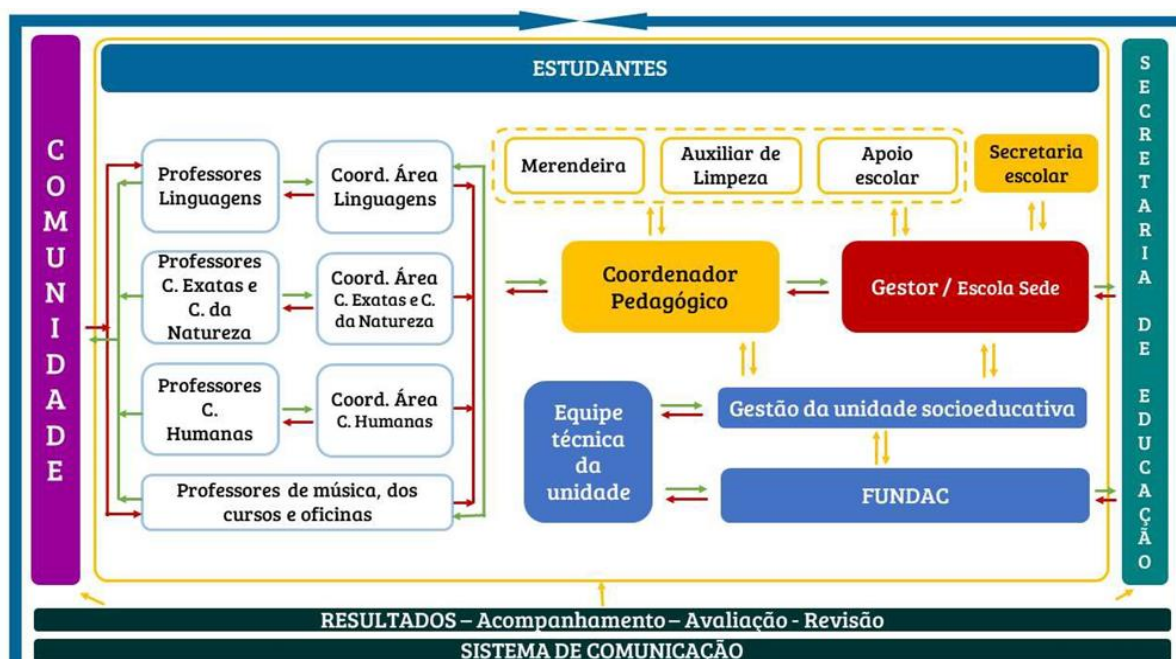 ESTUDANTES
COMUNIDADE
Professores
Linguagens
Coord. Área
Linguagens
Professores
C. Exatas e
C. da
Natureza
Coord. Área
C. Exatas e C.
da Natureza
Professores
C.
Humanas
Coord. Área
C. Humanas
Professores de música, dos
cursos e oficinas
Merendeira
Auxiliar de
Limpeza
Apoio
escolar
Secretaria
escolar
Coordenador
Pedagógico
Gestor / Escola Sede
Equipe
técnica
da
unidade
Gestão da unidade socioeducativa
FUNDAC
SECRETARIA DE EDUCAÇÃO
RESULTADOS – Acompanhamento – Avaliação - Revisão
SISTEMA DE COMUNICAÇÃO